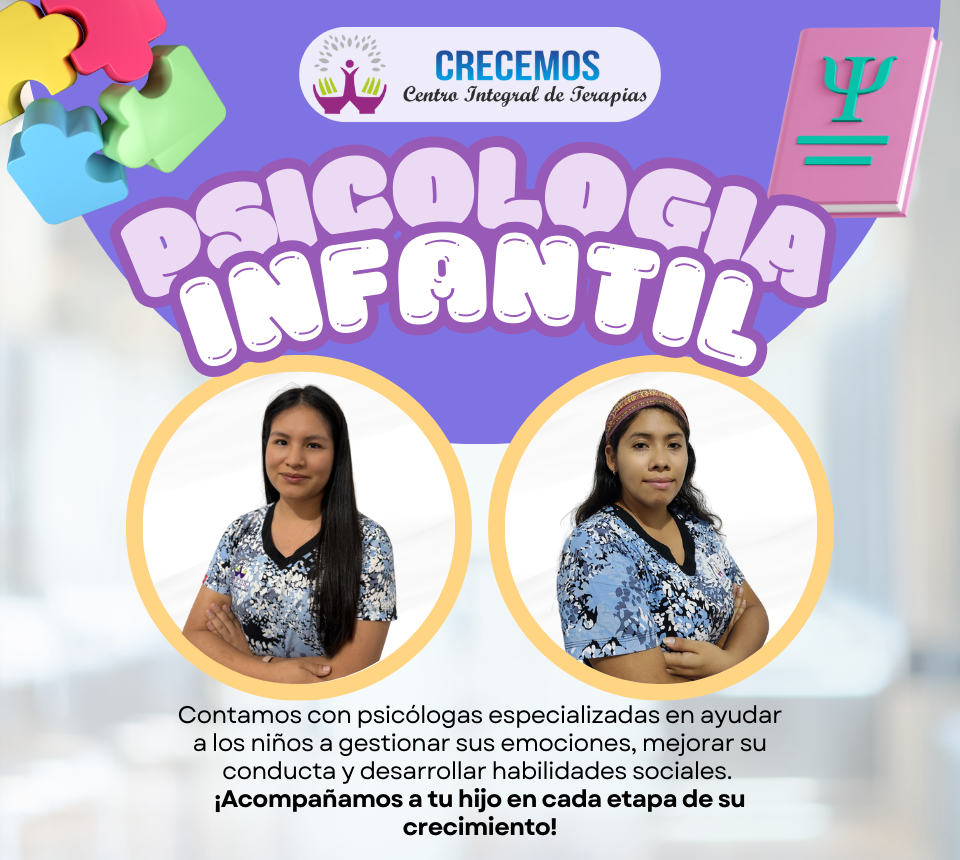 CRECEMOS
Centro Integral de Terapias
Ψ
PSICOLOGIA
INFANTIL
Contamos con psicólogas especializadas en ayudar
a los niños a gestionar sus emociones, mejorar su
conducta y desarrollar habilidades sociales.
¡Acompañamos a tu hijo en cada etapa de su
crecimiento!